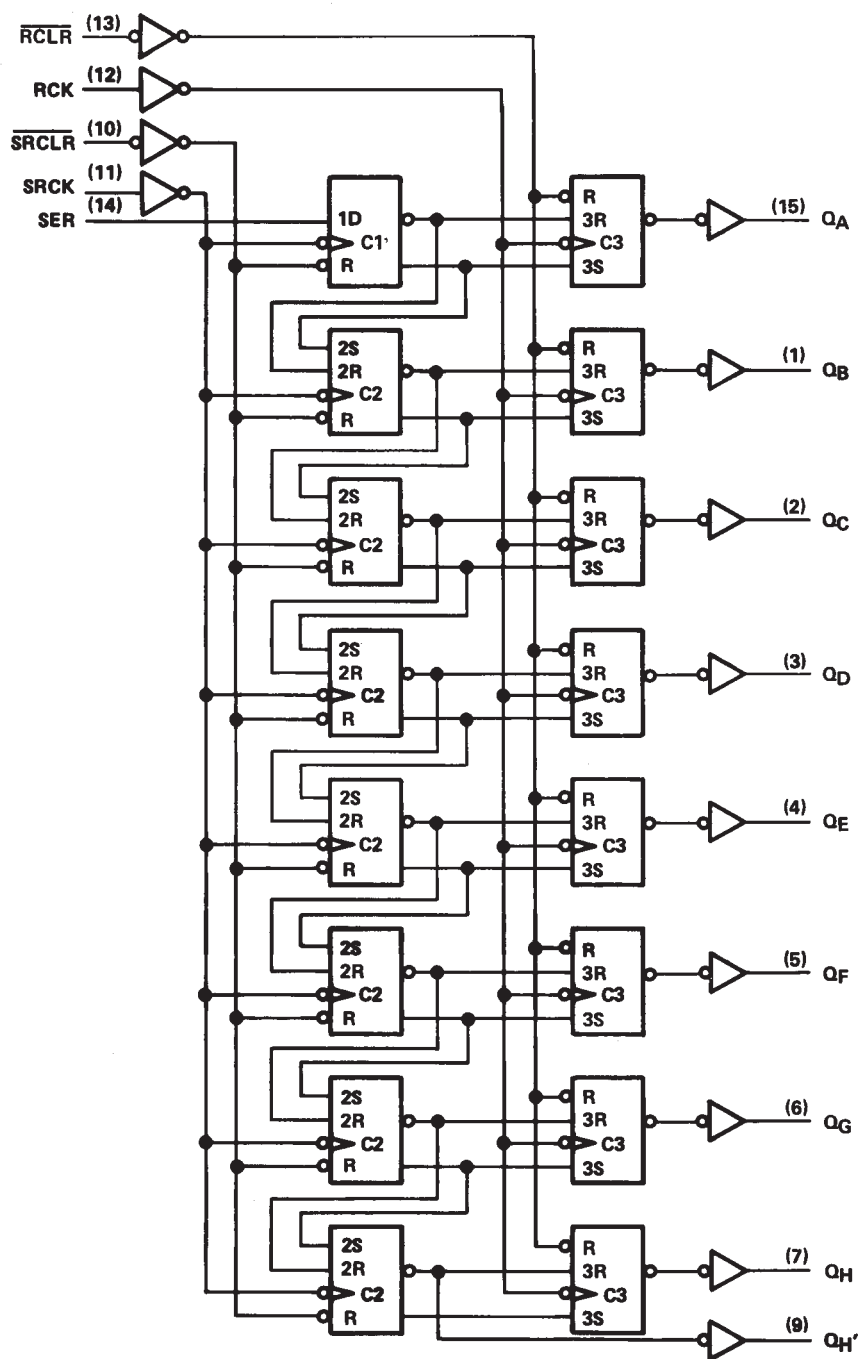 R̅C̅L̅R̅ (13)
RCK (12)
S̅R̅C̅L̅R̅ (10)
SRCK (11)
SER (14)
1D
C1
R
R
3R
C3
3S
(15) QA
2S
2R
C2
R
R
3R
C3
3S
(1) QB
2S
2R
C2
R
R
3R
C3
3S
(2) QC
2S
2R
C2
R
R
3R
C3
3S
(3) QD
2S
2R
C2
R
R
3R
C3
3S
(4) QE
2S
2R
C2
R
R
3R
C3
3S
(5) QF
2S
2R
C2
R
R
3R
C3
3S
(6) QG
2S
2R
C2
R
R
3R
C3
3S
(7) QH
(9) QH′